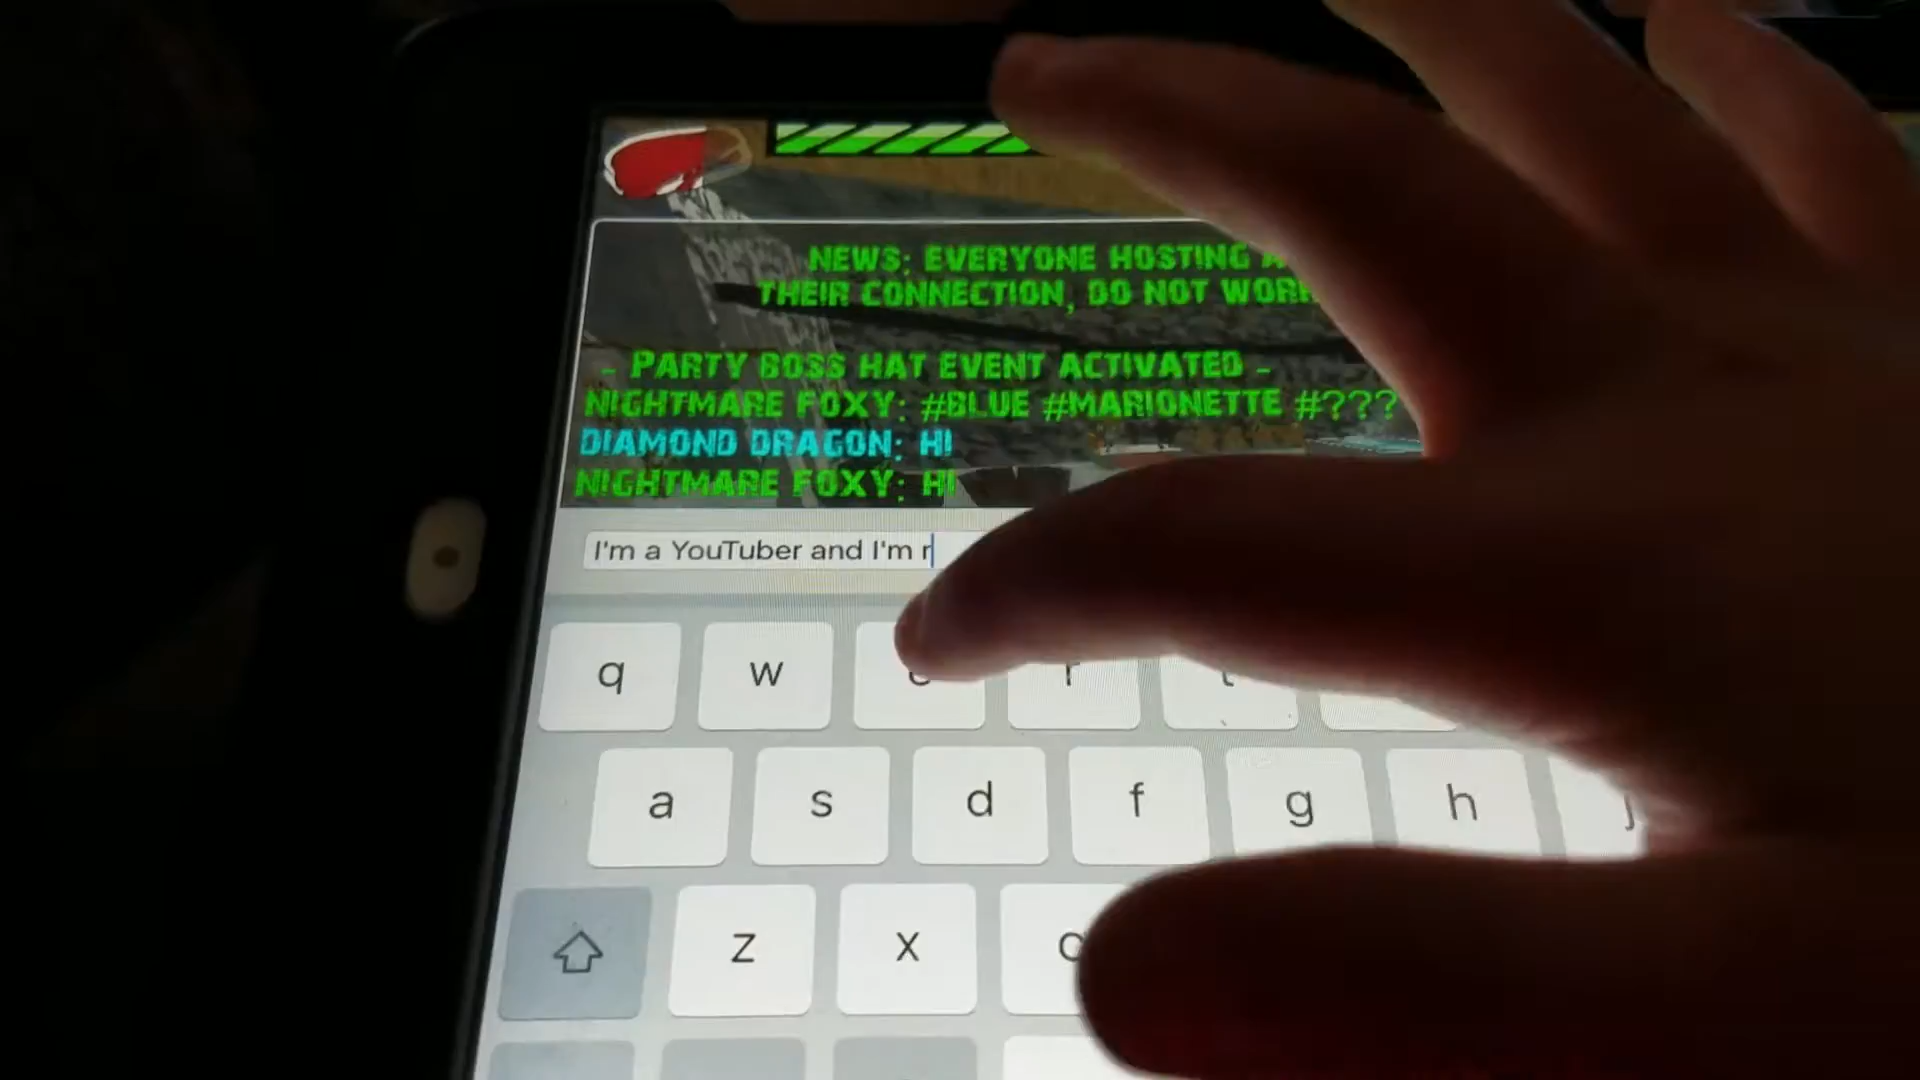 NEWS: EVERYONE HOSTING
THEIR CONNECTION, DO NOT WORK
- PARTY BOSS HAT EVENT ACTIVATED -
NIGHTMARE FOXY: #BLUE #MARIONETTE #???
DIAMOND DRAGON: HI
NIGHTMARE FOXY: HI
I'm a YouTuber and I'm r
q w e r t
a s d f g h j
z x c